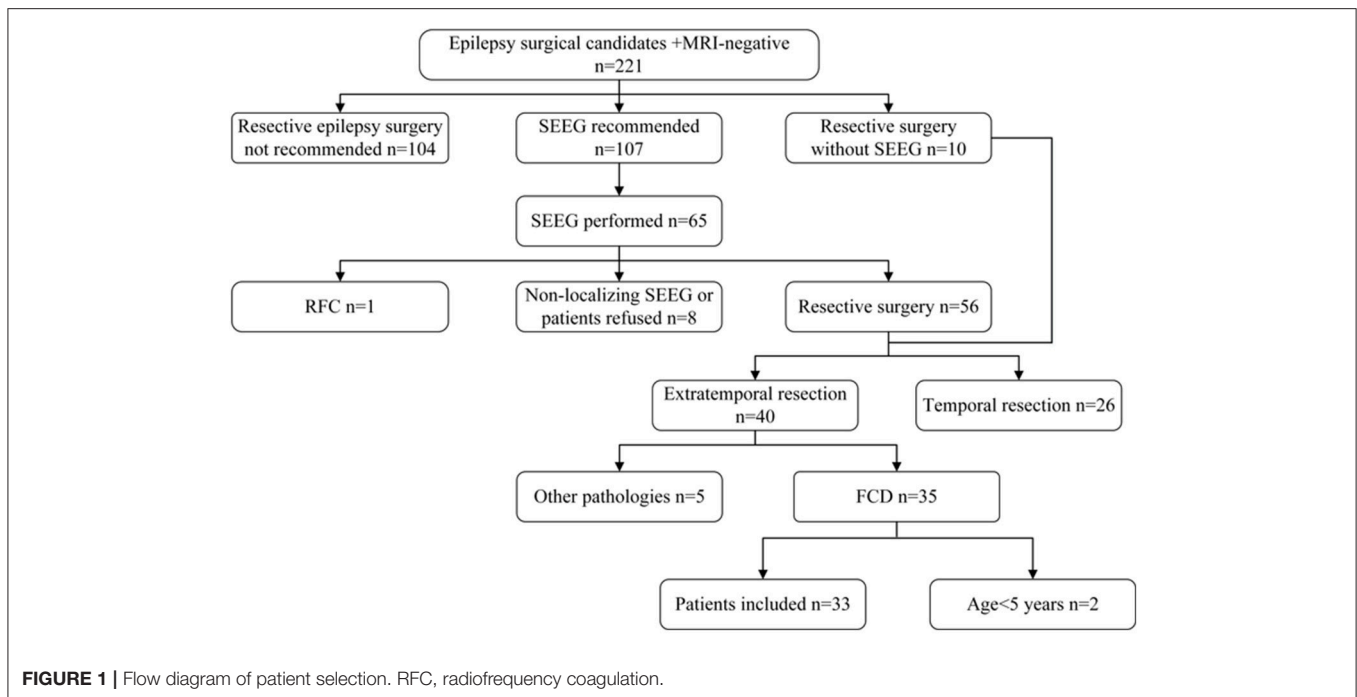 Epilepsy surgical candidates +MRI-negative
n=221
Resective epilepsy surgery
not recommended n=104
SEEG recommended
n=107
Resective surgery
without SEEG n=10
SEEG performed n=65
RFC n=1
Non-localizing SEEG or
patients refused n=8
Resective surgery n=56
Extratemporal resection
n=40
Temporal resection n=26
Other pathologies n=5
FCD n=35
Patients included n=33
Age<5 years n=2
FIGURE 1 | Flow diagram of patient selection. RFC, radiofrequency coagulation.